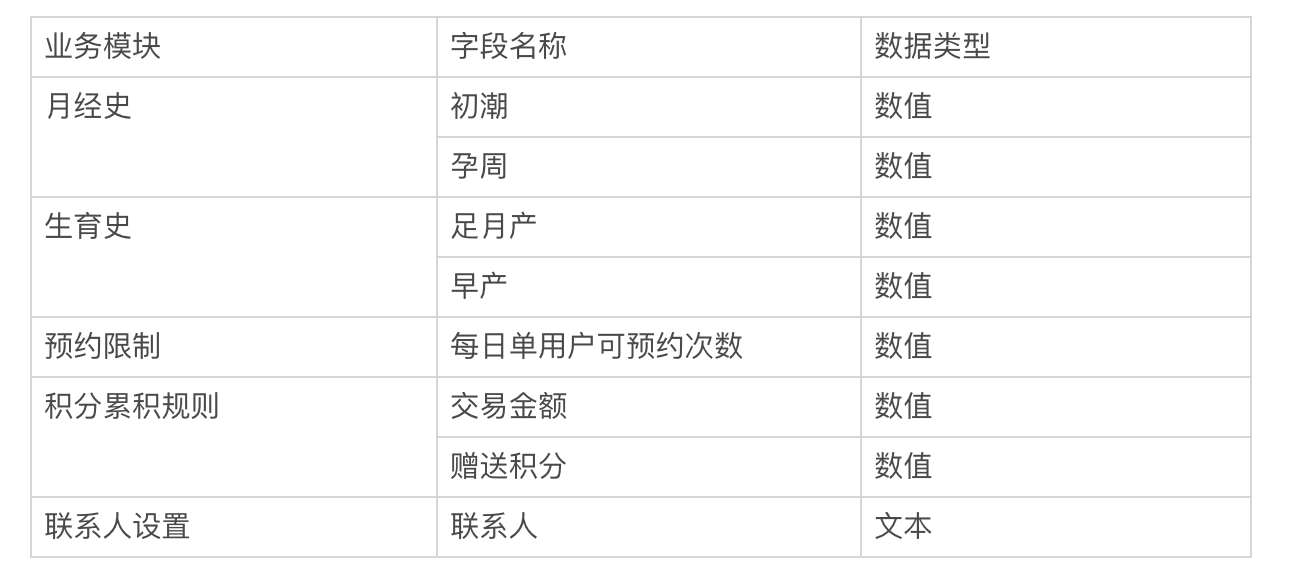 业务模块 字段名称 数据类型
月经史 初潮 数值
孕周 数值
生育史 足月产 数值
早产 数值
预约限制 每日单用户可预约次数 数值
积分累积规则 交易金额 数值
赠送积分 数值
联系人设置 联系人 文本